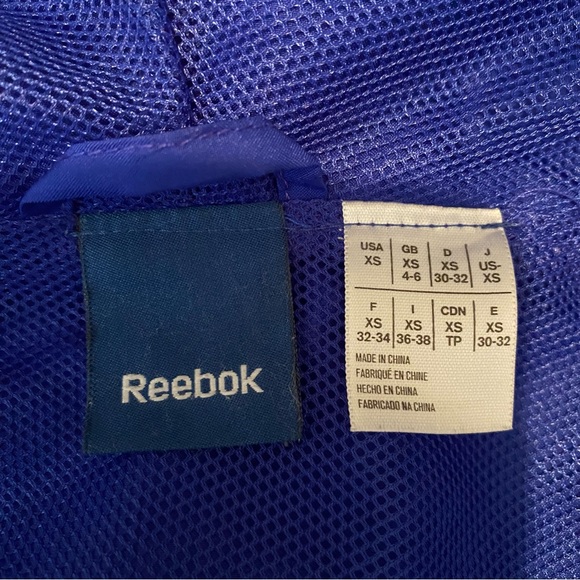 Reebok
USA GB D J
XS XS XS US-
4-6 30-32 XS
F I CDN E
XS XS XS XS
32-34 36-38 TP 30-32
MADE IN CHINA
FABRIQUÉ EN CHINE
HECHO EN CHINA
FABRICADO NA CHINA